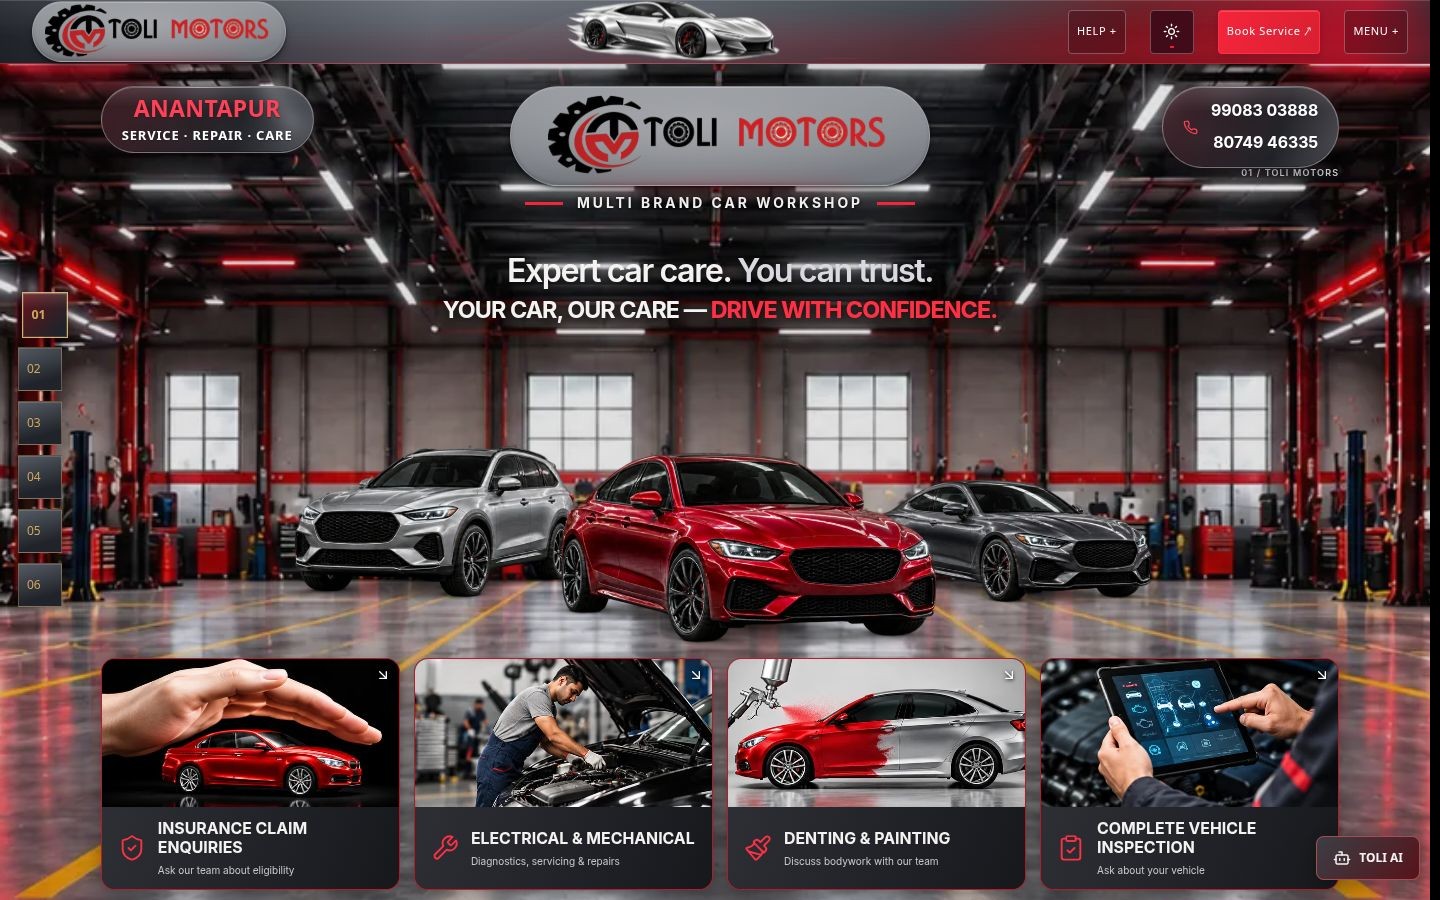 TOLI MOTORS
HELP +
Book Service ↗
MENU +
ANANTAPUR
SERVICE · REPAIR · CARE
TOLI MOTORS
99083 03888
80749 46335
01 / TOLI MOTORS
MULTI BRAND CAR WORKSHOP
Expert car care. You can trust.
YOUR CAR, OUR CARE — DRIVE WITH CONFIDENCE.
01
02
03
04
05
06
INSURANCE CLAIM
ENQUIRIES
Ask our team about eligibility
ELECTRICAL & MECHANICAL
Diagnostics, servicing & repairs
DENTING & PAINTING
Discuss bodywork with our team
COMPLETE VEHICLE
INSPECTION
Ask about your vehicle
TOLI AI